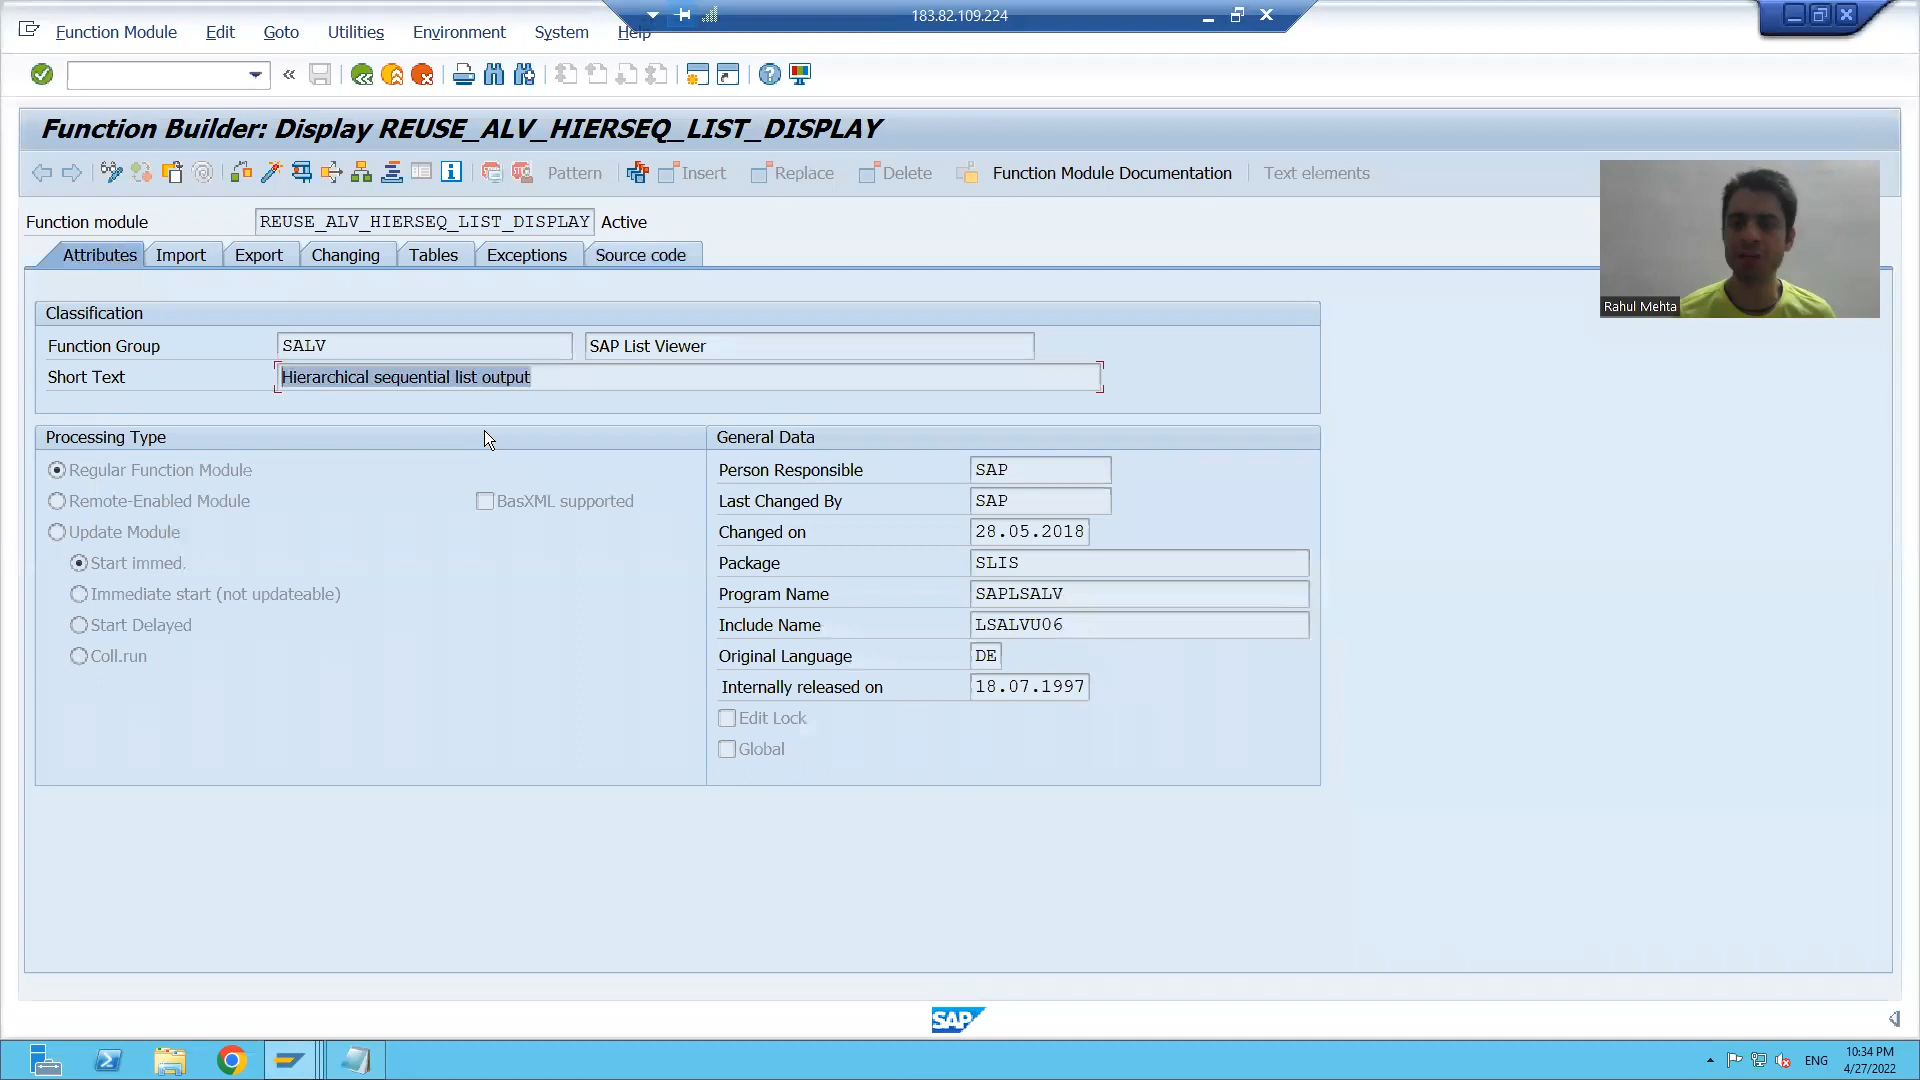 183.82.109.224
Function Module Edit Goto Utilities Environment System Help
Function Builder: Display REUSE_ALV_HIERSEQ_LIST_DISPLAY
Pattern Insert Replace Delete Function Module Documentation Text elements
Function module REUSE_ALV_HIERSEQ_LIST_DISPLAY Active
Attributes Import Export Changing Tables Exceptions Source code
Rahul Mehta
Classification
Function Group SALV SAP List Viewer
Short Text Hierarchical sequential list output
Processing Type
Regular Function Module
Remote-Enabled Module BasXML supported
Update Module
Start immed.
Immediate start (not updateable)
Start Delayed
Coll.run
General Data
Person Responsible SAP
Last Changed By SAP
Changed on 28.05.2018
Package SLIS
Program Name SAPLSALV
Include Name LSALVU06
Original Language DE
Internally released on 18.07.1997
Edit Lock
Global
SAP
ENG
10:34 PM
4/27/2022